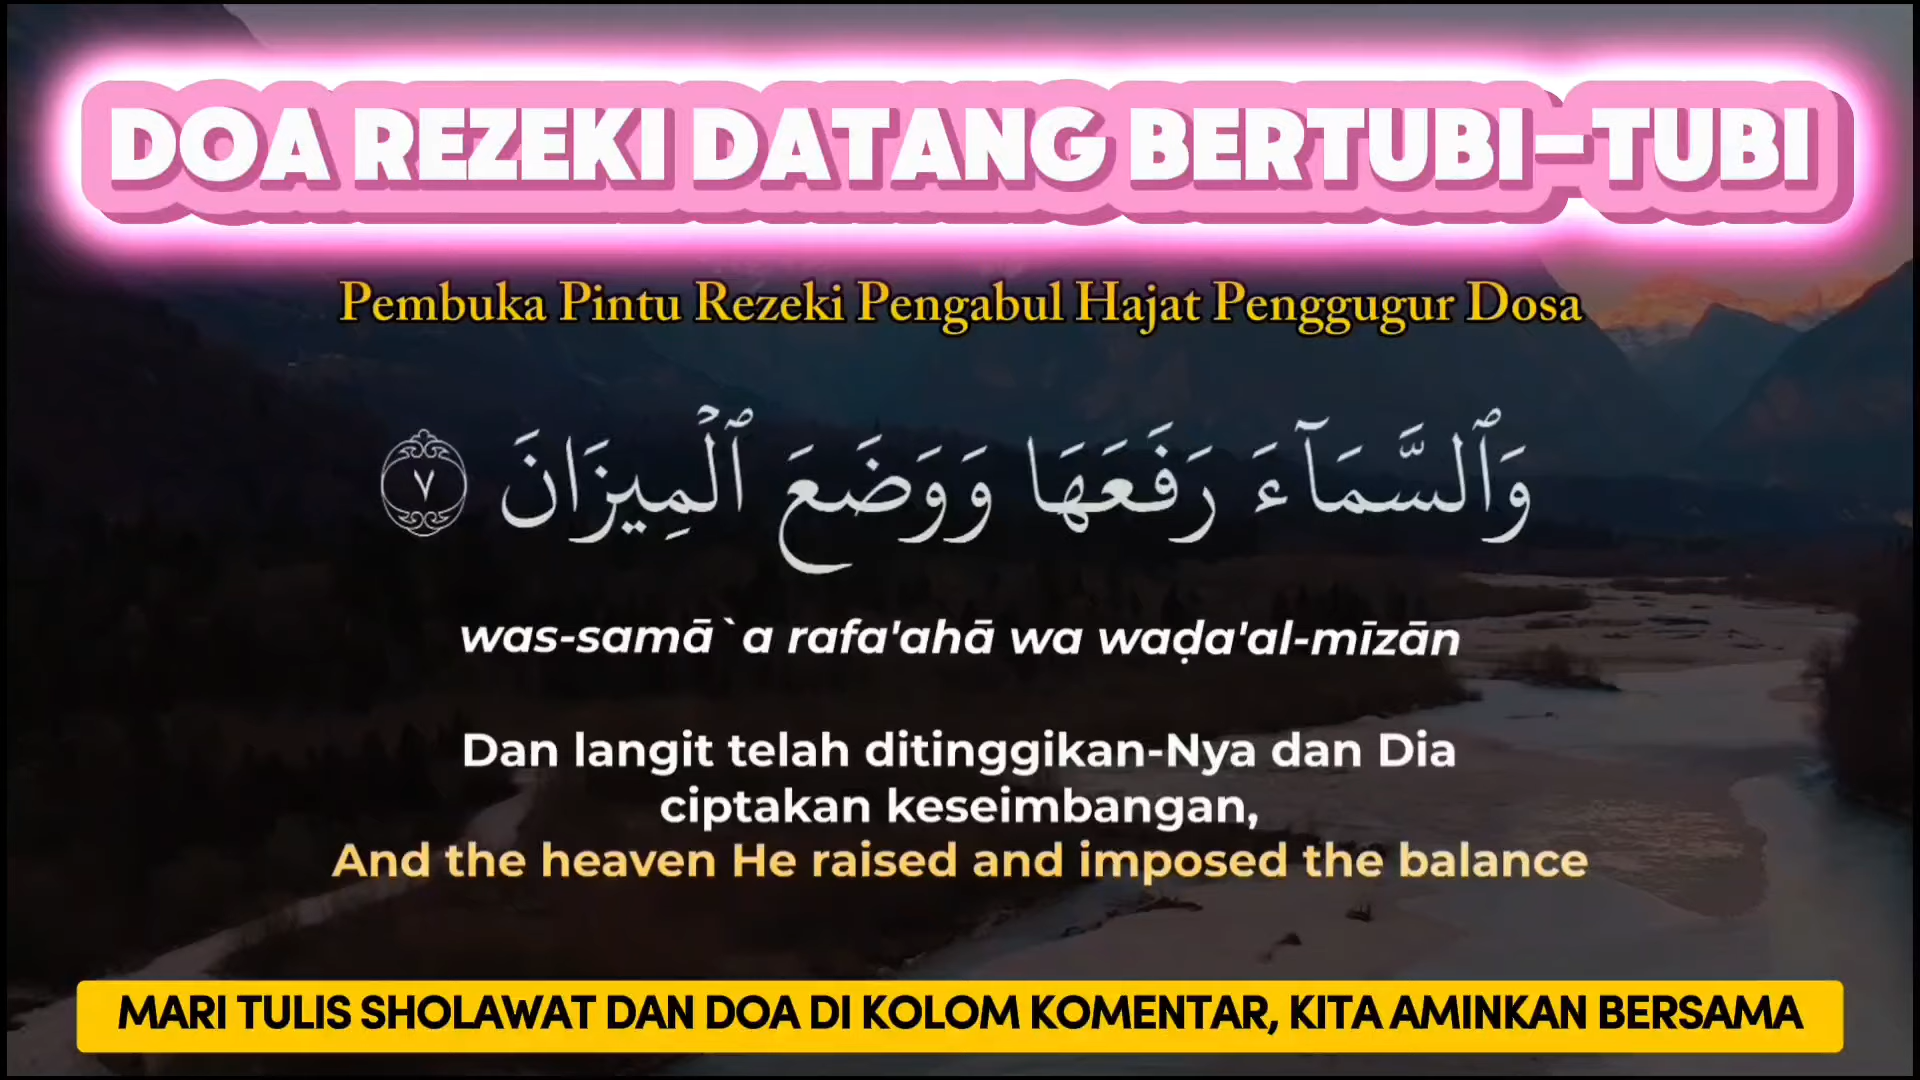 DOA REZEKI DATANG BERTUBI-TUBI
Pembuka Pintu Rezeki Pengabul Hajat Penggugur Dosa
وَٱلسَّمَآءَ رَفَعَهَا وَوَضَعَ ٱلۡمِيزَانَ ٧
was-samā`a rafa'ahā wa waḍa'al-mīzān
Dan langit telah ditinggikan-Nya dan Dia
ciptakan keseimbangan,
And the heaven He raised and imposed the balance
MARI TULIS SHOLAWAT DAN DOA DI KOLOM KOMENTAR, KITA AMINKAN BERSAMA